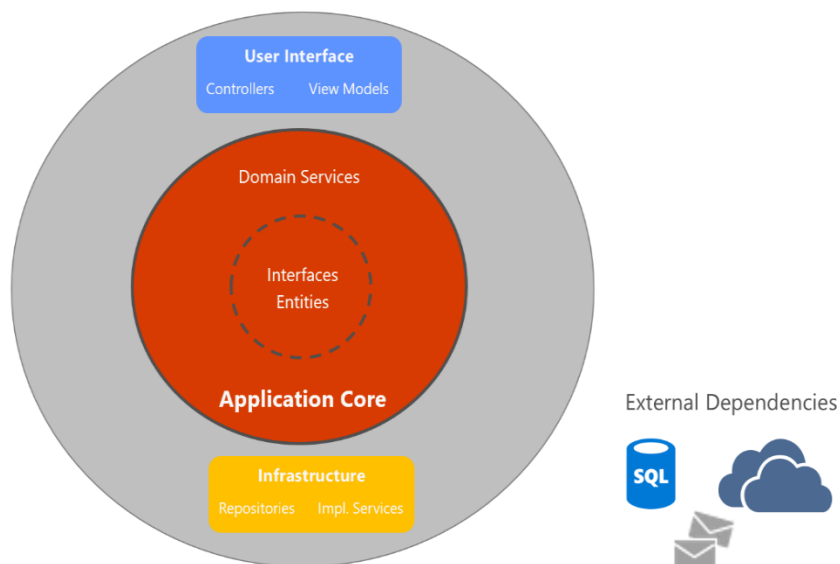 User Interface
Controllers View Models
Domain Services
Interfaces
Entities
Application Core
External Dependencies
SQL
Infrastructure
Repositories Impl. Services